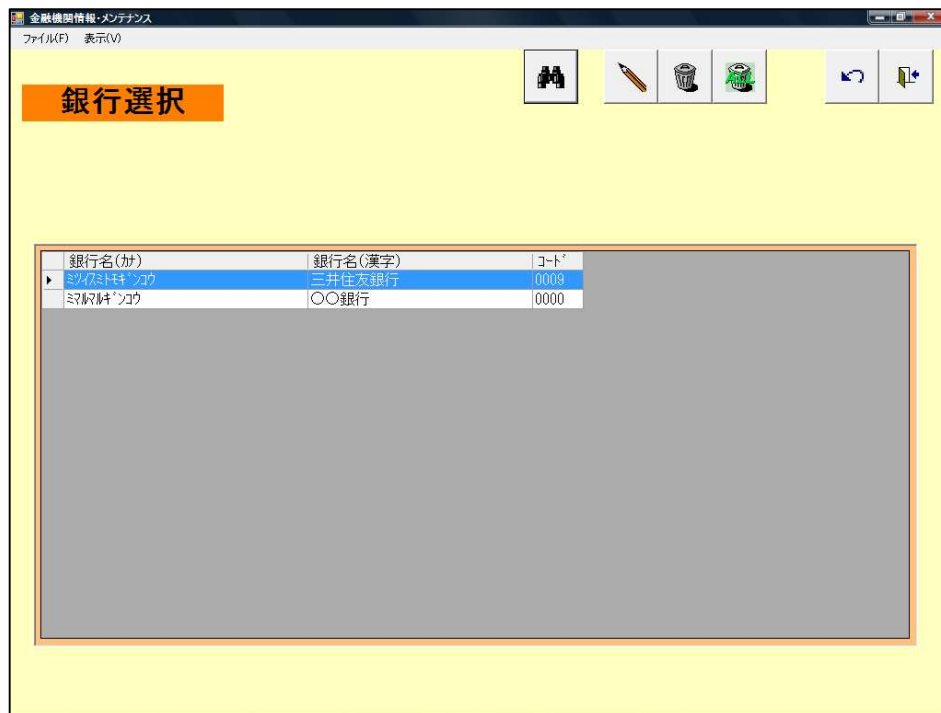 金融機関情報・メンテナンス
ファイル(F) 表示(V)
銀行選択
銀行名(ｶﾅ) 銀行名(漢字) ｺｰﾄﾞ
ﾐﾂｲｽﾐﾄﾓｷﾞﾝｺｳ 三井住友銀行 0009
ﾐﾏﾙﾏﾙｷﾞﾝｺｳ 〇〇銀行 0000